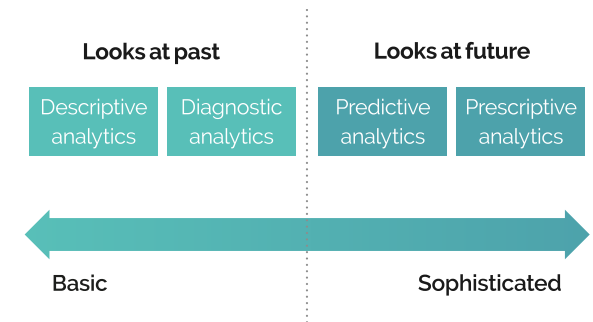 Looks at past
Looks at future
Descriptive
analytics
Diagnostic
analytics
Predictive
analytics
Prescriptive
analytics
Basic
Sophisticated